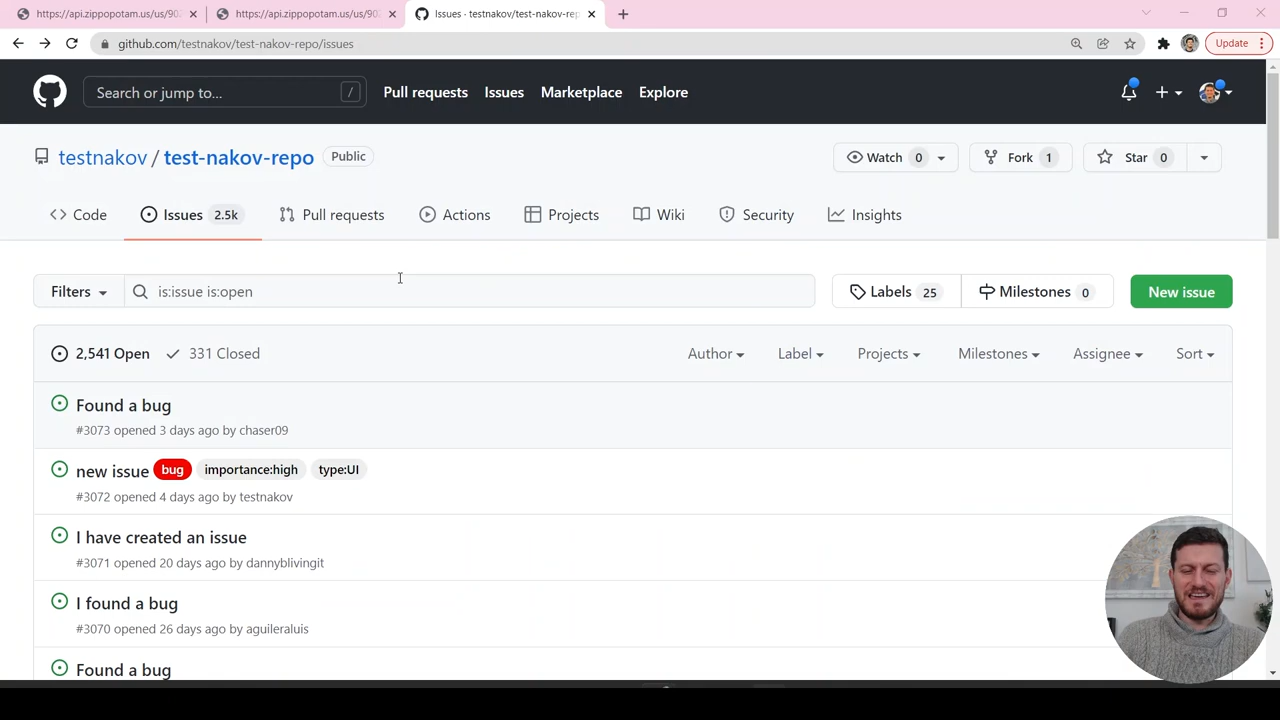 https://api.zippopotam.us/us/902
https://api.zippopotam.us/us/902
Issues · testnakov/test-nakov-rep
github.com/testnakov/test-nakov-repo/issues
Update
Search or jump to...
/
Pull requests
Issues
Marketplace
Explore
testnakov / test-nakov-repo
Public
Watch 0
Fork 1
Star 0
Code
Issues 2.5k
Pull requests
Actions
Projects
Wiki
Security
Insights
Filters
is:issue is:open
Labels 25
Milestones 0
New issue
2,541 Open
331 Closed
Author
Label
Projects
Milestones
Assignee
Sort
Found a bug
#3073 opened 3 days ago by chaser09
new issue bug importance:high type:UI
#3072 opened 4 days ago by testnakov
I have created an issue
#3071 opened 20 days ago by dannyblivingit
I found a bug
#3070 opened 26 days ago by aguileraluis
Found a bug